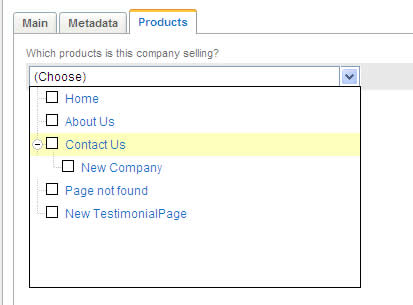 Main Metadata Products
Which products is this company selling?
(Choose)
Home
About Us
Contact Us
New Company
Page not found
New TestimonialPage